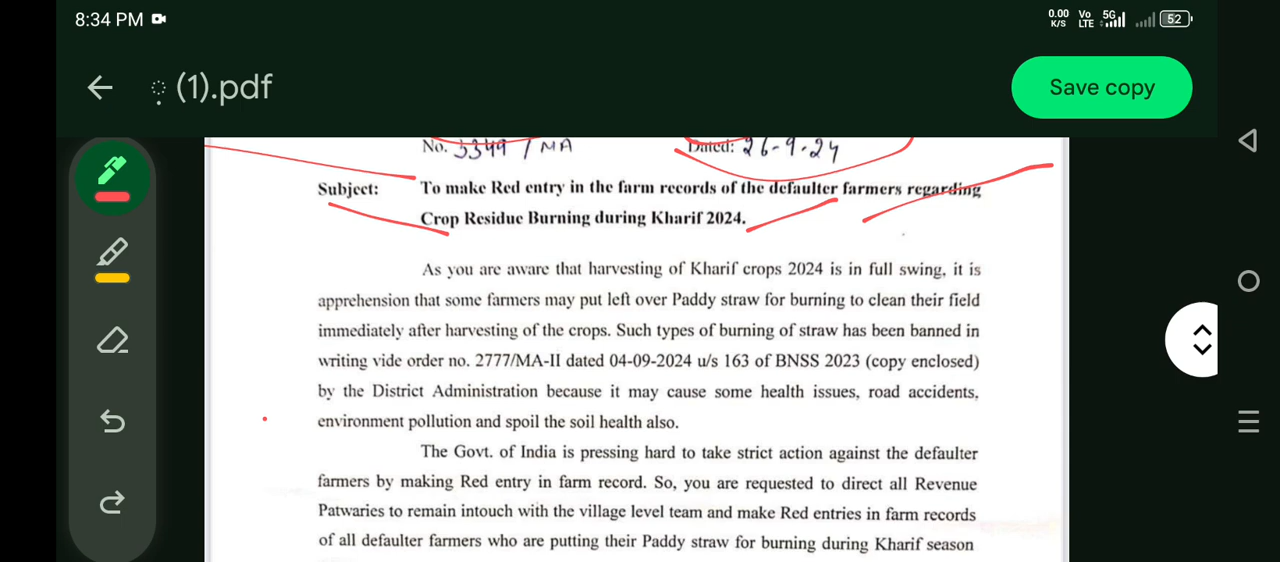 8:34 PM
0.00 K/S Vo LTE 5G 52
(1).pdf
Save copy
No. 5349 / MA Dated: 26-9-24
Subject: To make Red entry in the farm records of the defaulter farmers regarding
Crop Residue Burning during Kharif 2024.
As you are aware that harvesting of Kharif crops 2024 is in full swing, it is
apprehension that some farmers may put left over Paddy straw for burning to clean their field
immediately after harvesting of the crops. Such types of burning of straw has been banned in
writing vide order no. 2777/MA-II dated 04-09-2024 u/s 163 of BNSS 2023 (copy enclosed)
by the District Administration because it may cause some health issues, road accidents,
environment pollution and spoil the soil health also.
The Govt. of India is pressing hard to take strict action against the defaulter
farmers by making Red entry in farm record. So, you are requested to direct all Revenue
Patwaries to remain intouch with the village level team and make Red entries in farm records
of all defaulter farmers who are putting their Paddy straw for burning during Kharif season